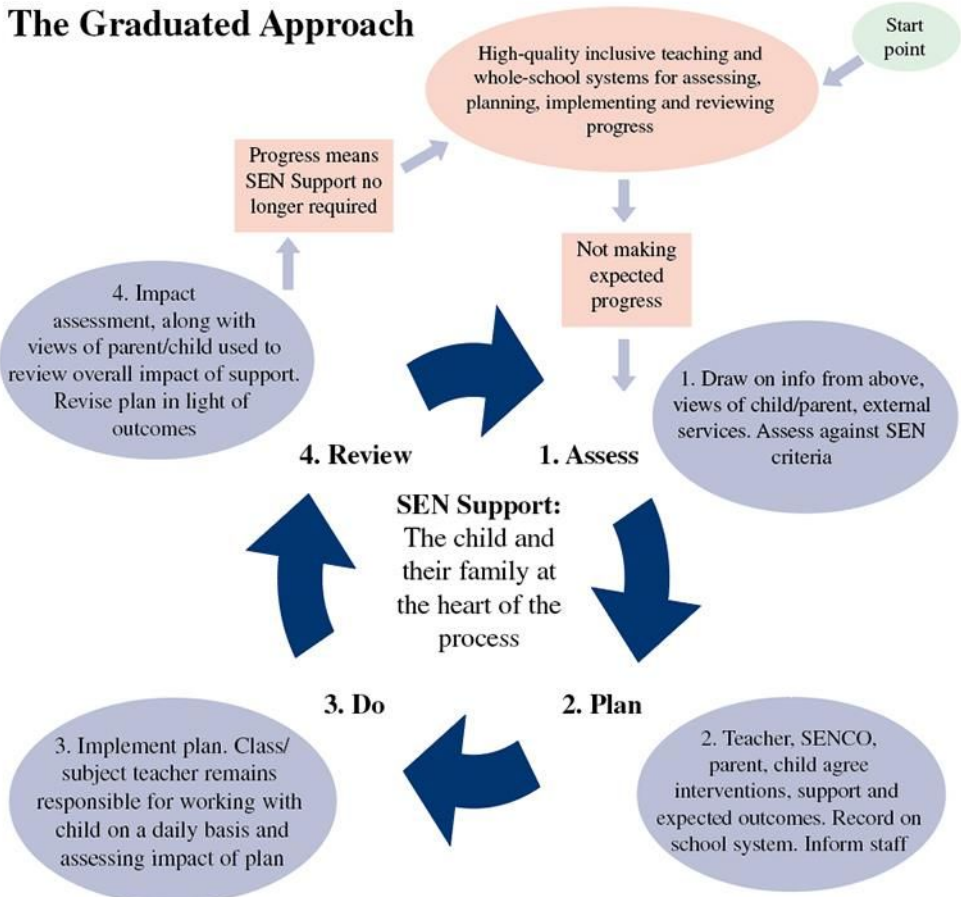 The Graduated Approach
Start
point
High-quality inclusive teaching and
whole-school systems for assessing,
planning, implementing and reviewing
progress
Progress means
SEN Support no
longer required
Not making
expected
progress
4. Impact
assessment, along with
views of parent/child used to
review overall impact of support.
Revise plan in light of
outcomes
1. Draw on info from above,
views of child/parent, external
services. Assess against SEN
criteria
4. Review
1. Assess
SEN Support:
The child and
their family at
the heart of the
process
3. Do
2. Plan
3. Implement plan. Class/
subject teacher remains
responsible for working with
child on a daily basis and
assessing impact of plan
2. Teacher, SENCO,
parent, child agree
interventions, support and
expected outcomes. Record on
school system. Inform staff